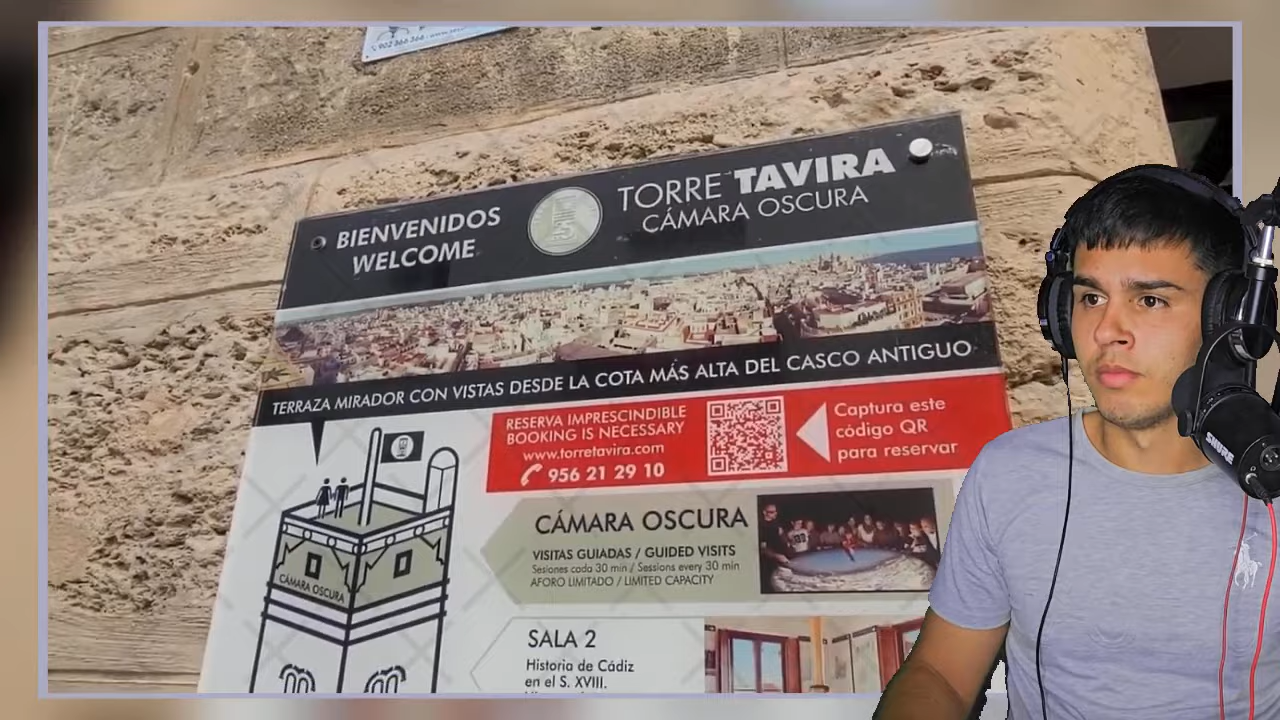 902 866 368
BIENVENIDOS
WELCOME
TORRE TAVIRA
CÁMARA OSCURA
TERRAZA MIRADOR CON VISTAS DESDE LA COTA MÁS ALTA DEL CASCO ANTIGUO
RESERVA IMPRESCINDIBLE
BOOKING IS NECESSARY
www.torretavira.com
956 21 29 10
Captura este
código QR
para reservar
CÁMARA OSCURA
VISITAS GUIADAS / GUIDED VISITS
Sesiones cada 30 min / Sessions every 30 min
AFORO LIMITADO / LIMITED CAPACITY
CÁMARA OSCURA
SALA 2
Historia de Cádiz
en el S. XVIII.
SHURE